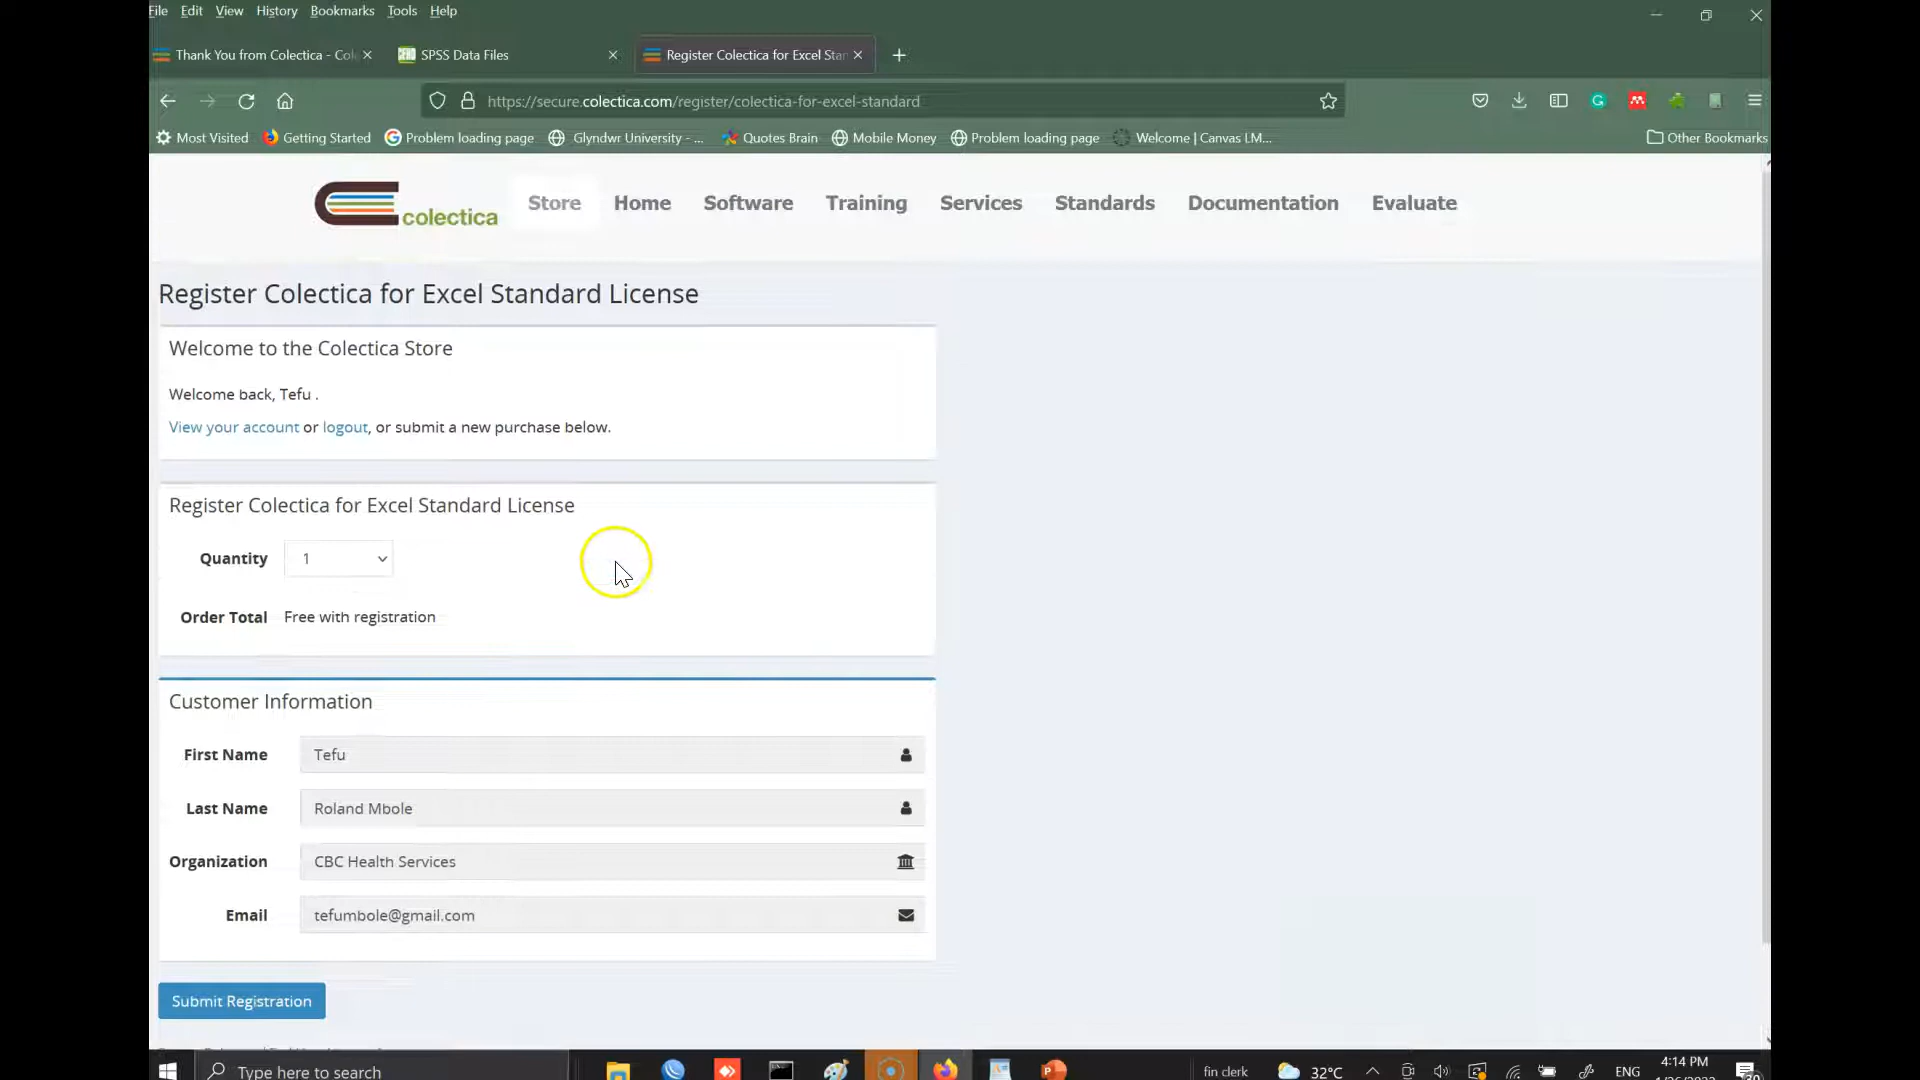 File Edit View History Bookmarks Tools Help
Thank You from Colectica - Col
SPSS Data Files
Register Colectica for Excel Stan
https://secure.colectica.com/register/colectica-for-excel-standard
Most Visited
Getting Started
Problem loading page
Glyndwr University - ...
Quotes Brain
Mobile Money
Problem loading page
Welcome | Canvas LM...
Other Bookmarks
colectica
Store Home Software Training Services Standards Documentation Evaluate
Register Colectica for Excel Standard License
Welcome to the Colectica Store
Welcome back, Tefu .
View your account or logout, or submit a new purchase below.
Register Colectica for Excel Standard License
Quantity 1
Order Total Free with registration
Customer Information
First Name Tefu
Last Name Roland Mbole
Organization CBC Health Services
Email tefumbole@gmail.com
Submit Registration
Type here to search
fin clerk
32°C
ENG
4:14 PM